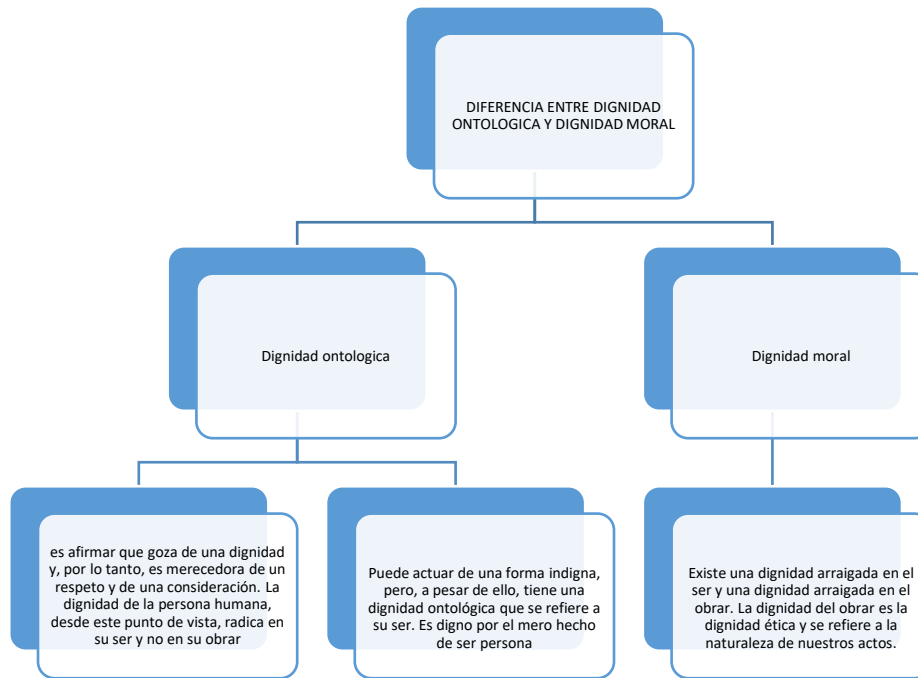 DIFERENCIA ENTRE DIGNIDAD
ONTOLOGICA Y DIGNIDAD MORAL
Dignidad ontologica
Dignidad moral
es afirmar que goza de una dignidad
y, por lo tanto, es merecedora de un
respeto y de una consideración. La
dignidad de la persona humana,
desde este punto de vista, radica en
su ser y no en su obrar
Puede actuar de una forma indigna,
pero, a pesar de ello, tiene una
dignidad ontológica que se refiere a
su ser. Es digno por el mero hecho
de ser persona
Existe una dignidad arraigada en el
ser y una dignidad arraigada en el
obrar. La dignidad del obrar es la
dignidad ética y se refiere a la
naturaleza de nuestros actos.